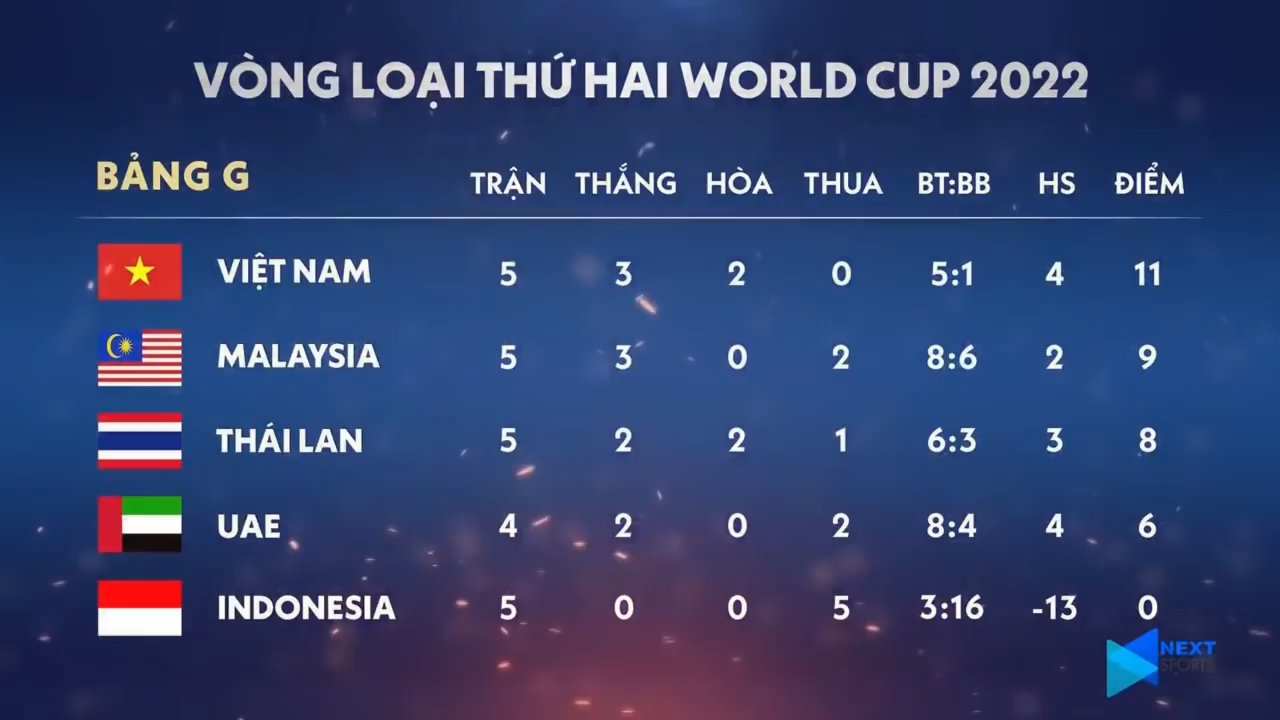 VÒNG LOẠI THỨ HAI WORLD CUP 2022
BẢNG G TRẬN THẮNG HÒA THUA BT:BB HS ĐIỂM
VIỆT NAM 5 3 2 0 5:1 4 11
MALAYSIA 5 3 0 2 8:6 2 9
THÁI LAN 5 2 2 1 6:3 3 8
UAE 4 2 0 2 8:4 4 6
INDONESIA 5 0 0 5 3:16 -13 0
NEXT
SPORTS